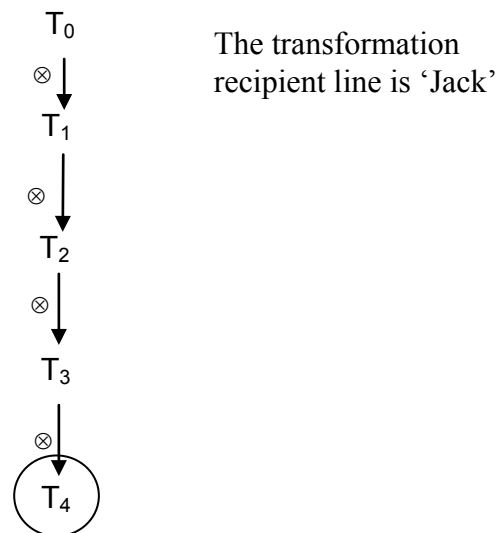 T₀
The transformation
recipient line is ‘Jack’
⊗
T₁
⊗
T₂
⊗
T₃
⊗
T₄